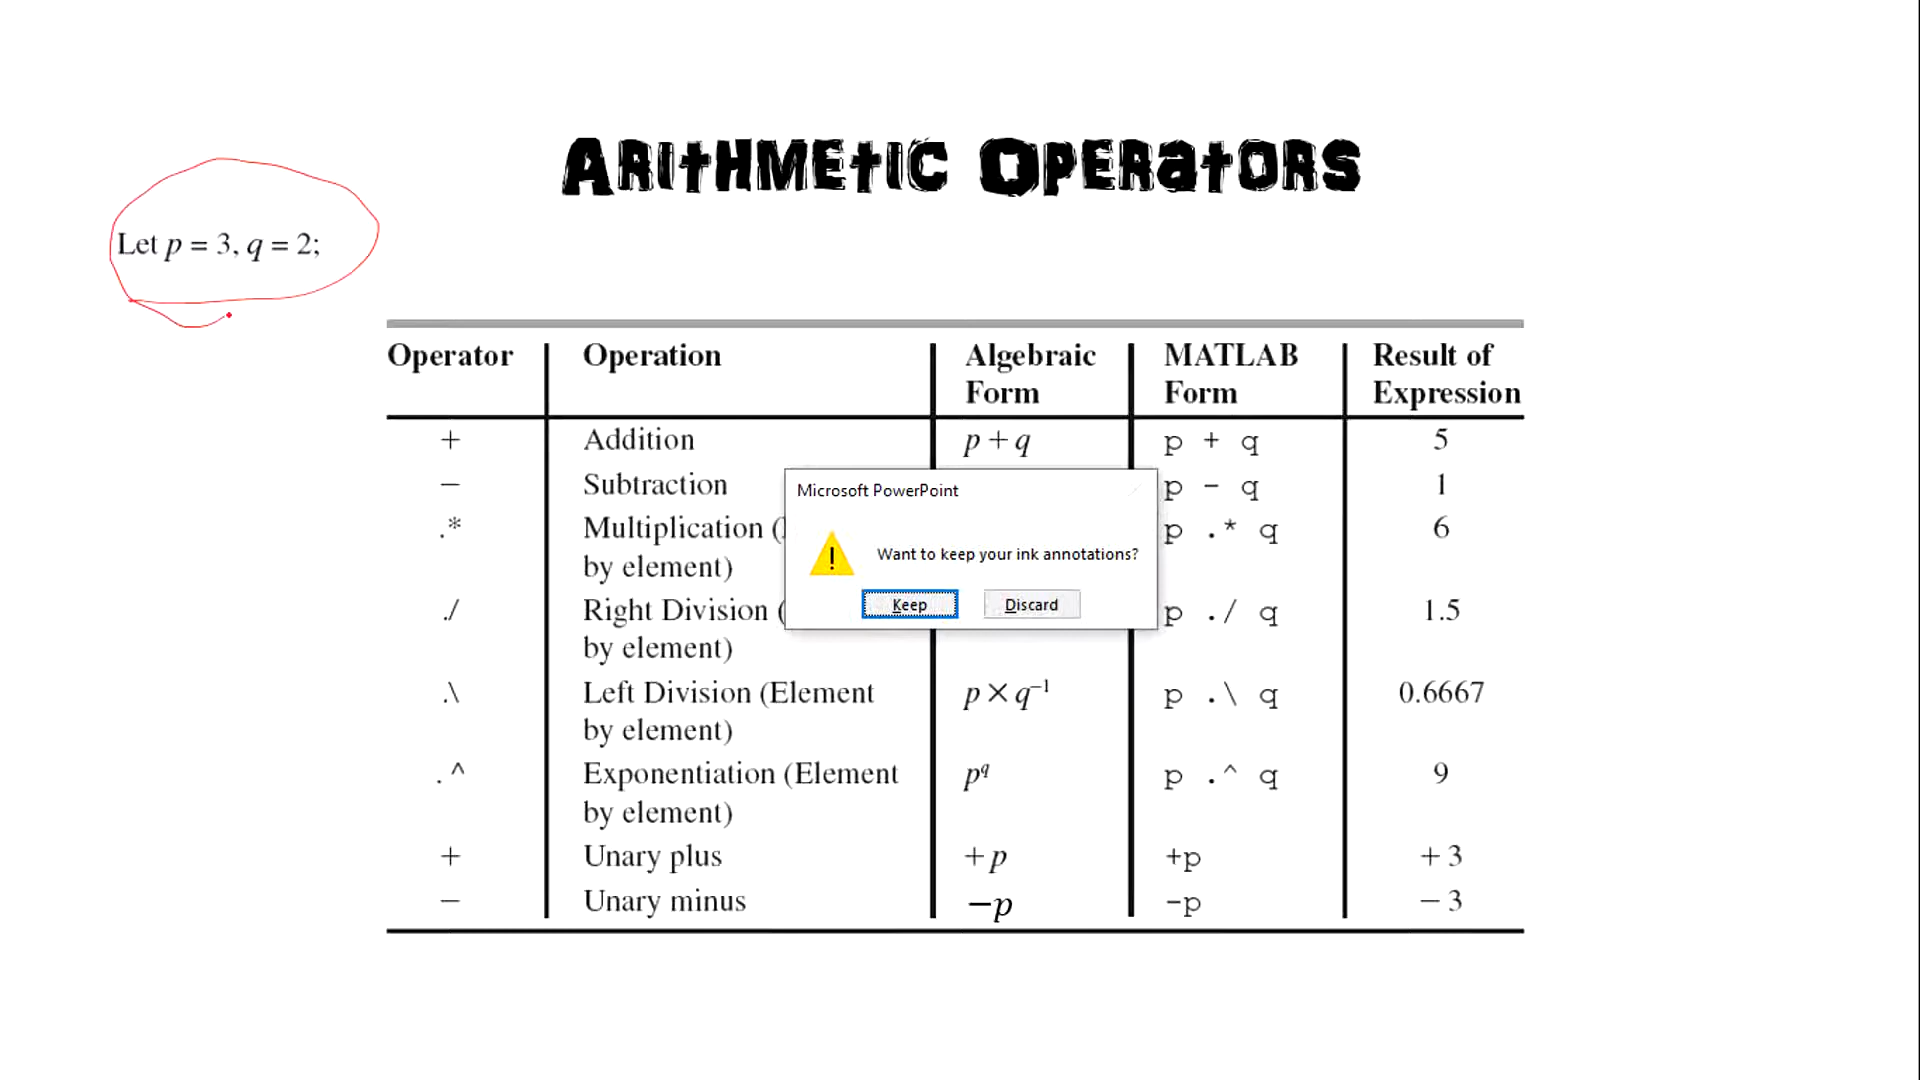 Arithmetic Operators
Let p = 3, q = 2;
Operator Operation Algebraic Form MATLAB Form Result of Expression
+ Addition p + q p + q 5
− Subtraction p - q 1
.* Multiplication ( p .* q 6
by element)
./ Right Division ( p ./ q 1.5
by element)
.\ Left Division (Element p × q⁻¹ p .\ q 0.6667
by element)
.^ Exponentiation (Element p^q p .^ q 9
by element)
+ Unary plus +p +p +3
− Unary minus −p -p −3
Microsoft PowerPoint
Want to keep your ink annotations?
Keep Discard